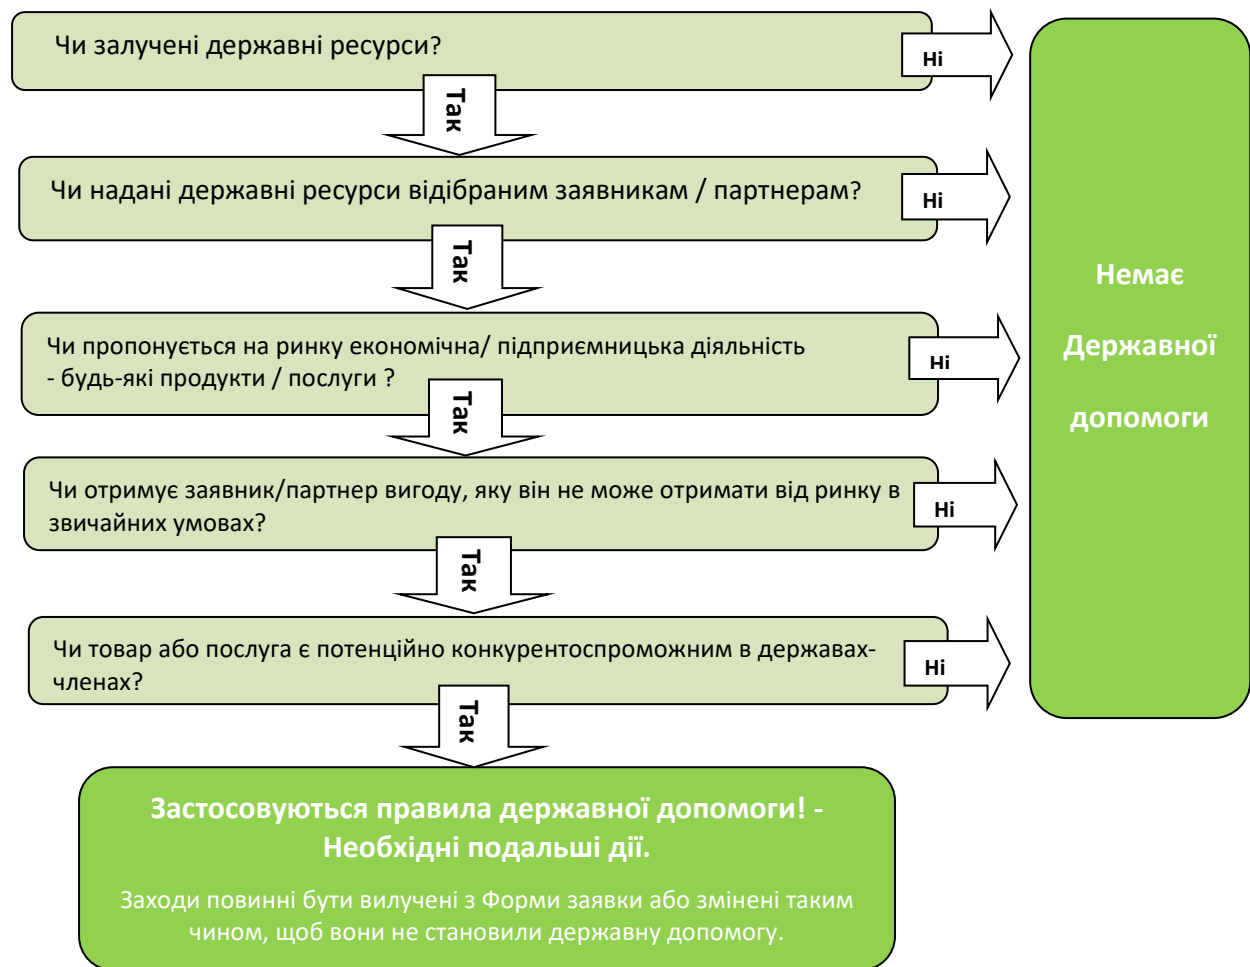 Чи залучені державні ресурси?
Ні
Так
Чи надані державні ресурси відібраним заявникам / партнерам?
Ні
Так
Чи пропонується на ринку економічна/ підприємницька діяльність
- будь-які продукти / послуги ?
Ні
Так
Чи отримує заявник/партнер вигоду, яку він не може отримати від ринку в
звичайних умовах?
Ні
Так
Чи товар або послуга є потенційно конкурентоспроможним в державах-
членах?
Ні
Так
Немає
Державної
допомоги
Застосовуються правила державної допомоги! -
Необхідні подальші дії.
Заходи повинні бути вилучені з Форми заявки або змінені таким
чином, щоб вони не становили державну допомогу.